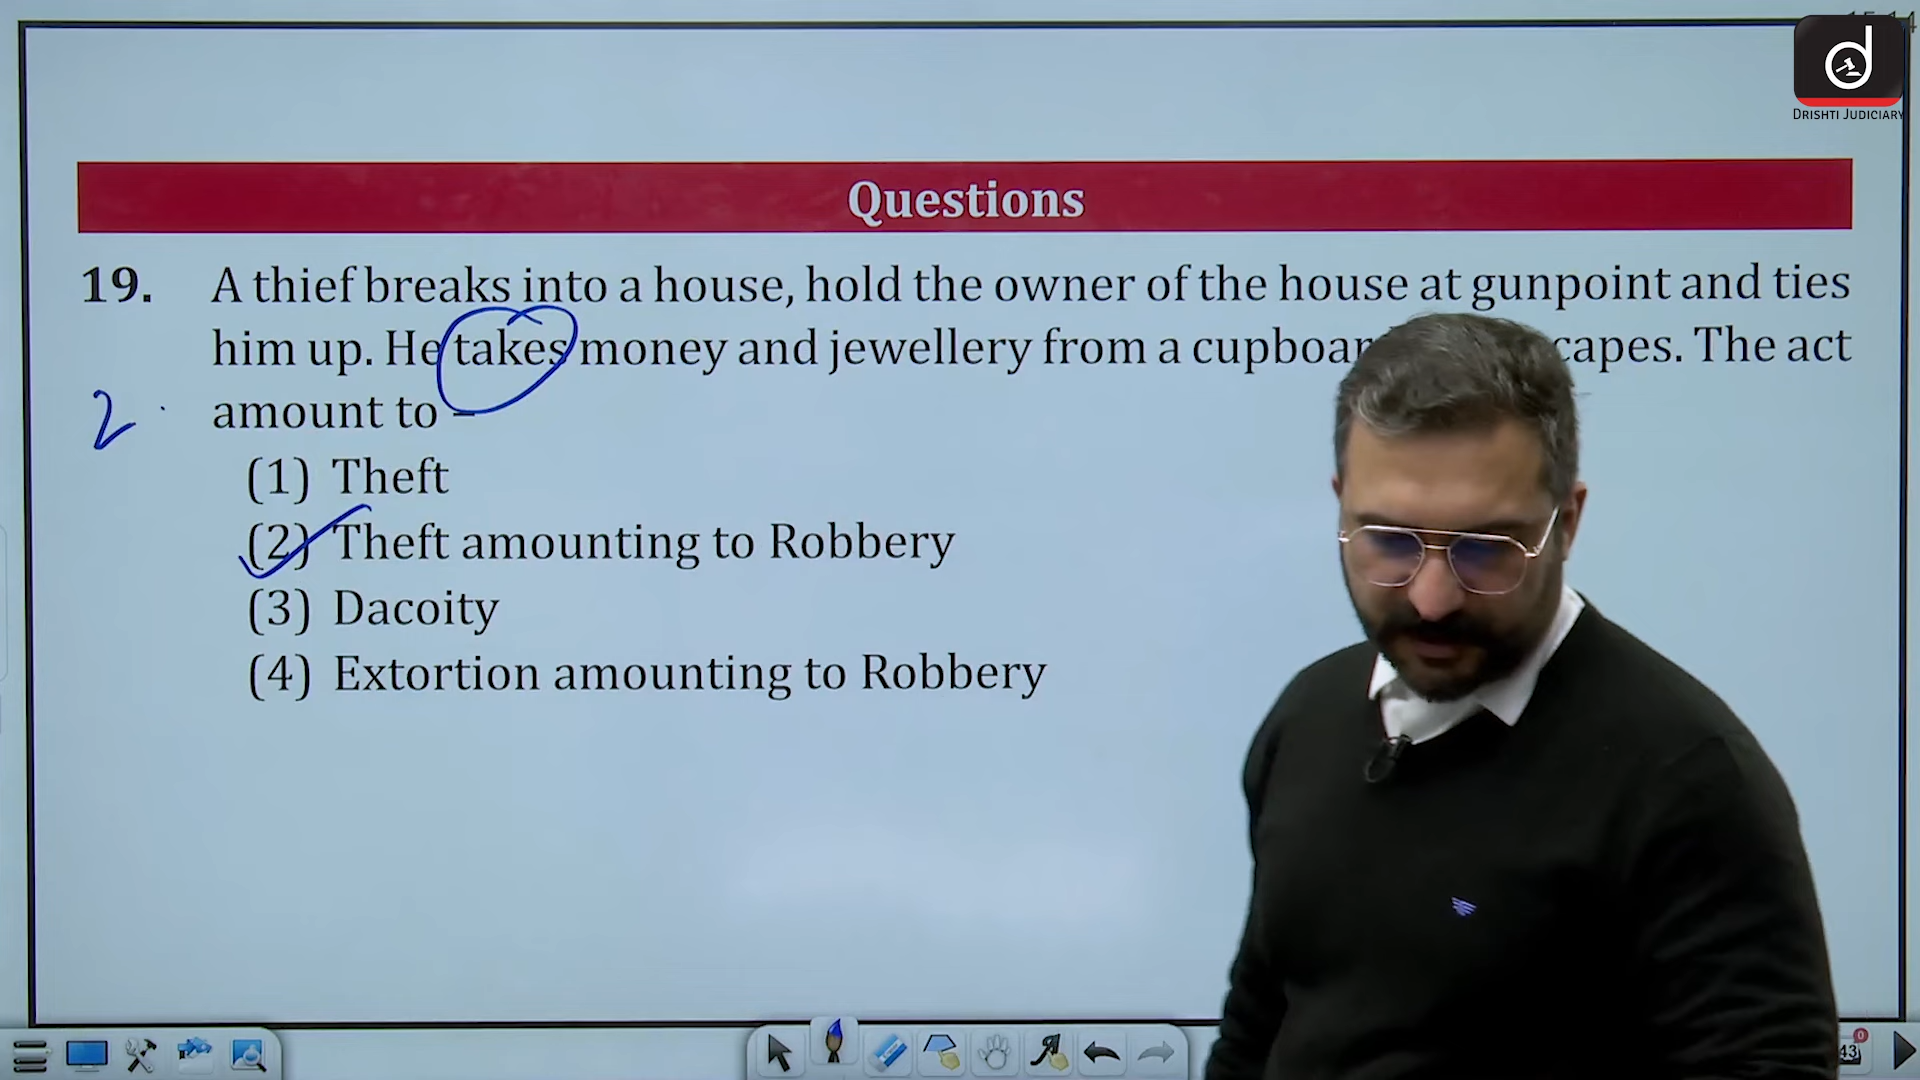 DRISHTI JUDICIARY
Questions
19. A thief breaks into a house, hold the owner of the house at gunpoint and ties
him up. He takes money and jewellery from a cupboar capes. The act
2
amount to –
(1) Theft
(2) Theft amounting to Robbery
(3) Dacoity
(4) Extortion amounting to Robbery
43